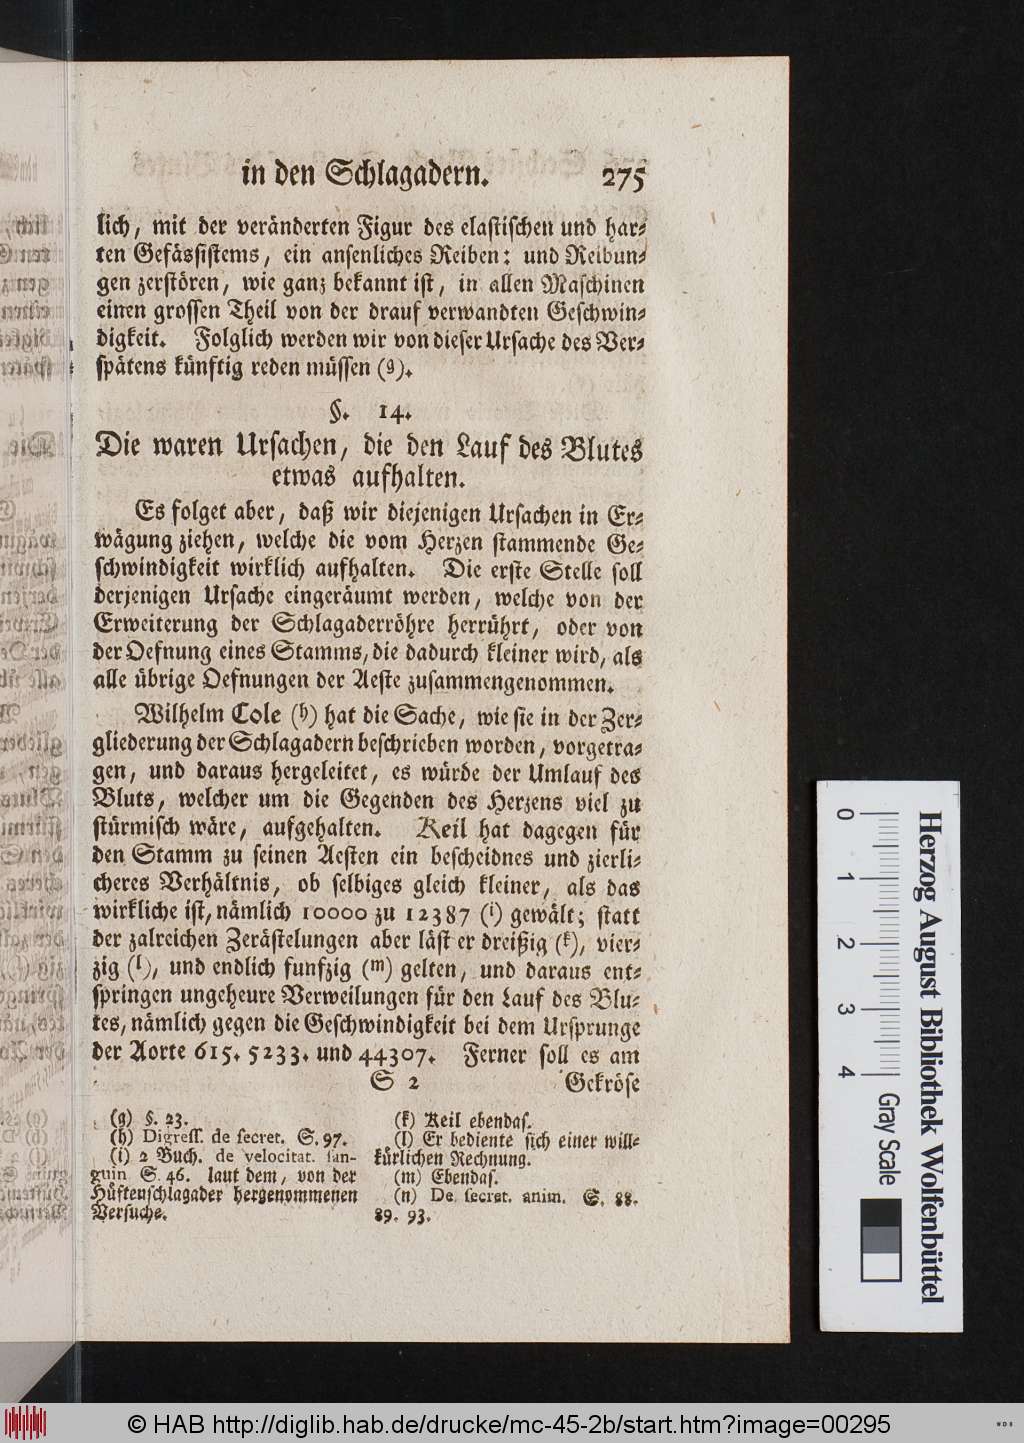 in den Schlagadern. 275
lich, mit der veränderten Figur des elastischen und har-
ten Gefässistems, ein ansenliches Reiben: und Reibun-
gen zerstören, wie ganz bekannt ist, in allen Maschinen
einen grossen Theil von der drauf verwandten Geschwin-
digkeit. Folglich werden wir von dieser Ursache des Ver-
spätens künftig reden müssen (g).
§. 14.
Die waren Ursachen, die den Lauf des Blutes
etwas aufhalten.
Es folget aber, daß wir diejenigen Ursachen in Er-
wägung ziehen, welche die vom Herzen stammende Ge-
schwindigkeit wirklich aufhalten. Die erste Stelle soll
derjenigen Ursache eingeräumt werden, welche von der
Erweiterung der Schlagaderröhre herrührt, oder von
der Oefnung eines Stamms, die dadurch kleiner wird, als
alle übrige Oefnungen der Aeste zusammengenommen.
Wilhelm Cole (h) hat die Sache, wie sie in der Zer-
gliederung der Schlagadern beschrieben worden, vorgetra-
gen, und daraus hergeleitet, es würde der Umlauf des
Bluts, welcher um die Gegenden des Herzens viel zu
stürmisch wäre, aufgehalten. Keil hat dagegen für
den Stamm zu seinen Aesten ein bescheidnes und zierli-
cheres Verhältnis, ob selbiges gleich kleiner, als das
wirkliche ist, nämlich 10000 zu 12387 (i) gewält; statt
der zalreichen Zerästelungen aber läst er dreißig (k), vier-
zig (l), und endlich funfzig (m) gelten, und daraus ent-
springen ungeheure Verweilungen für den Lauf des Blu-
tes, nämlich gegen die Geschwindigkeit bei dem Ursprunge
der Aorte 615. 5233. und 44307. Ferner soll es am
S 2 Gekröse
(g) §. 23.
(h) Digress. de secret. S. 97.
(i) 2 Buch. de velocitat. san-
guin S. 46. laut dem, von der
Hüftenschlagader hergenommenen
Versuche.
(k) Keil ebendas.
(l) Er bediente sich einer will-
kürlichen Rechnung.
(m) Ebendas.
(n) De secret. anim. S. 88.
89. 93.
0 1 2 3 4
Gray Scale
Herzog August Bibliothek Wolfenbüttel
© HAB http://diglib.hab.de/drucke/mc-45-2b/start.htm?image=00295